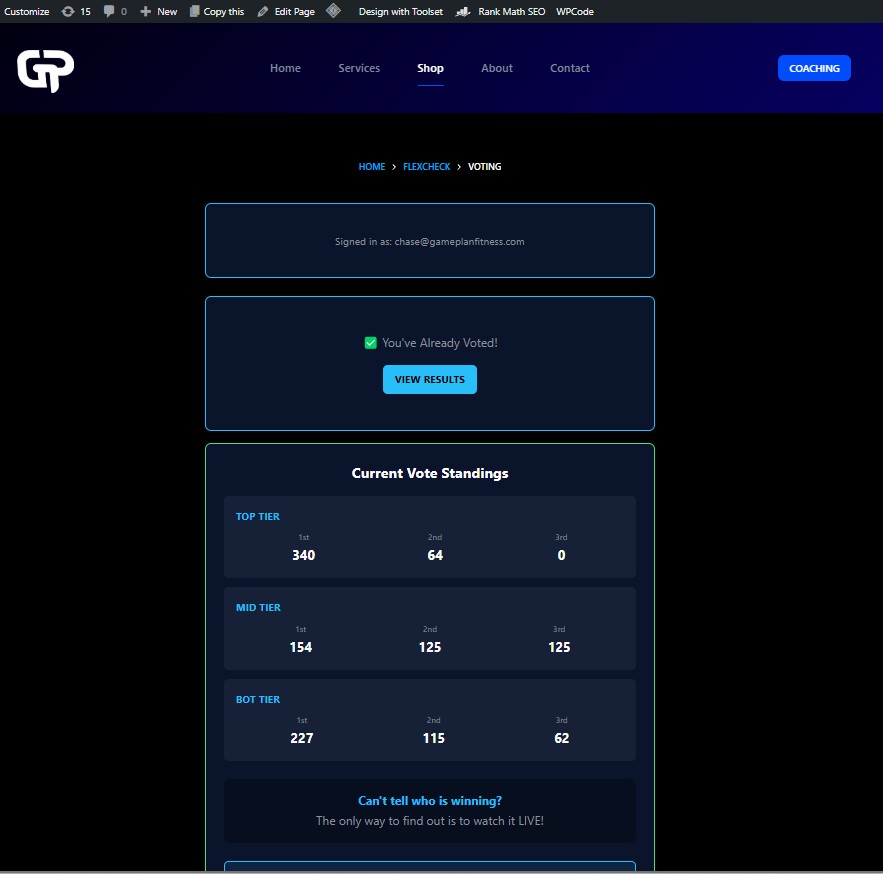 Customize 15 0 New Copy this Edit Page Design with Toolset Rank Math SEO WPCode
GP Home Services Shop About Contact COACHING
HOME > FLEXCHECK > VOTING
Signed in as: chase@gameplanfitness.com
You've Already Voted!
VIEW RESULTS
Current Vote Standings
TOP TIER
1st 2nd 3rd
340 64 0
MID TIER
1st 2nd 3rd
154 125 125
BOT TIER
1st 2nd 3rd
227 115 62
Can't tell who is winning?
The only way to find out is to watch it LIVE!